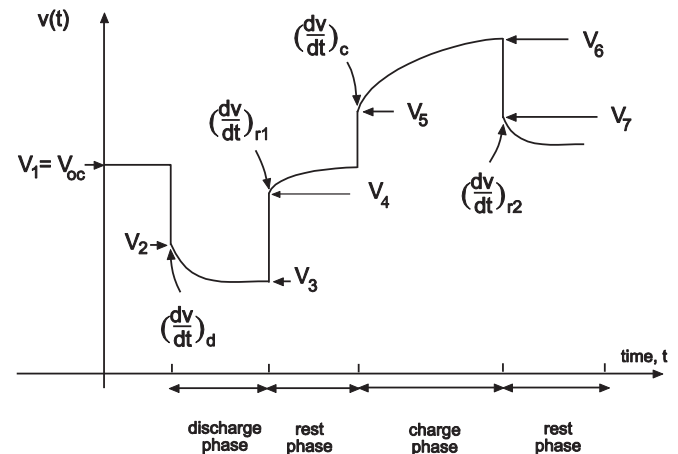 v(t)
(dv/dt)c
V6
V5
(dv/dt)r1
V7
V1= Voc
V4
(dv/dt)r2
V2
V3
(dv/dt)d
time, t
discharge phase
rest phase
charge phase
rest phase